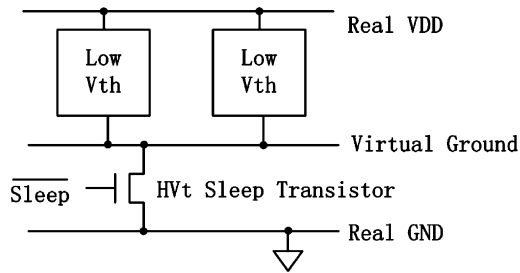 Real VDD
Low
Vth
Low
Vth
Virtual Ground
Sleep
HVt Sleep Transistor
Real GND